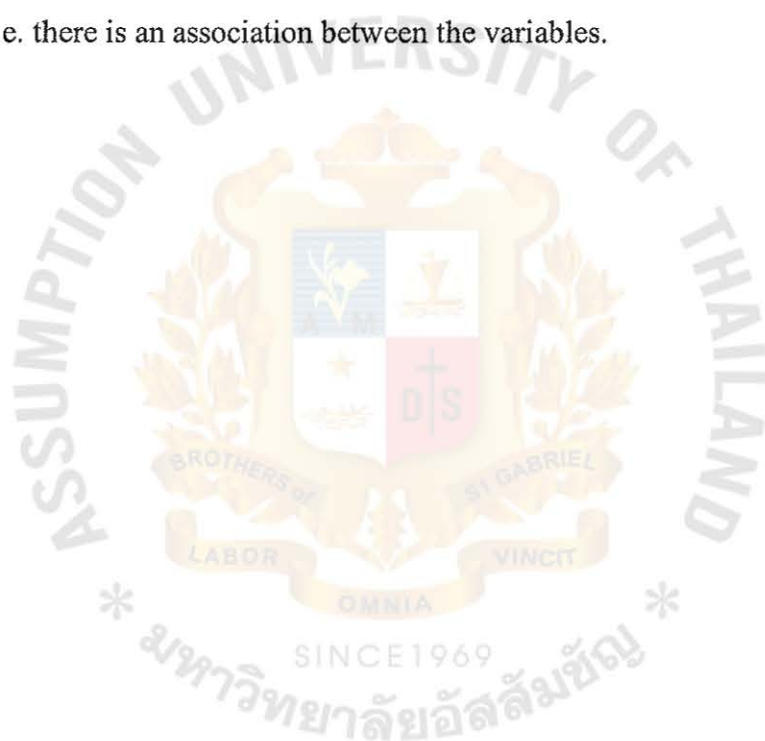 e. there is an association between the variables.
ASSUMPTION UNIVERSITY OF THAILAND
A M
D S
BROTHERS of
ST GABRIEL
LABOR
VINCIT
OMNIA
SINCE1969
* มหาวิทยาลัยอัสสัมชัญ *